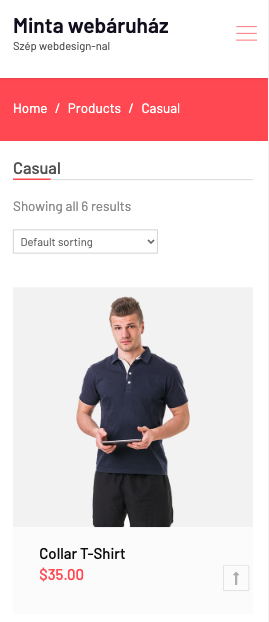 Minta webáruház
Szép webdesign-nal
Home / Products / Casual
Casual
Showing all 6 results
Default sorting
Collar T-Shirt
$35.00